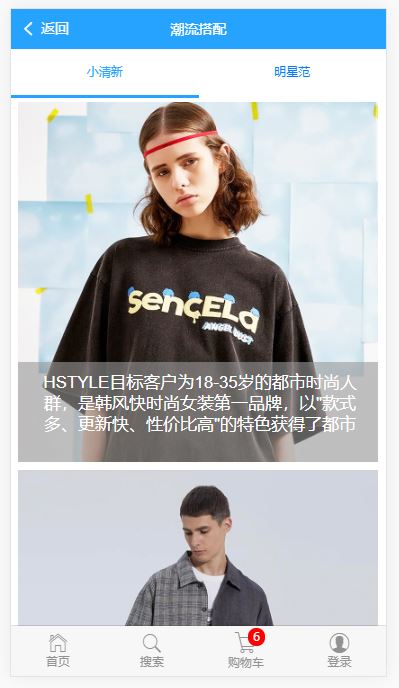 返回
潮流搭配
小清新
明星范
SENCELA
ANGER DUST
HSTYLE目标客户为18-35岁的都市时尚人
群，是韩风快时尚女装第一品牌，以"款式
多、更新快、性价比高"的特色获得了都市
6
首页
搜索
购物车
登录